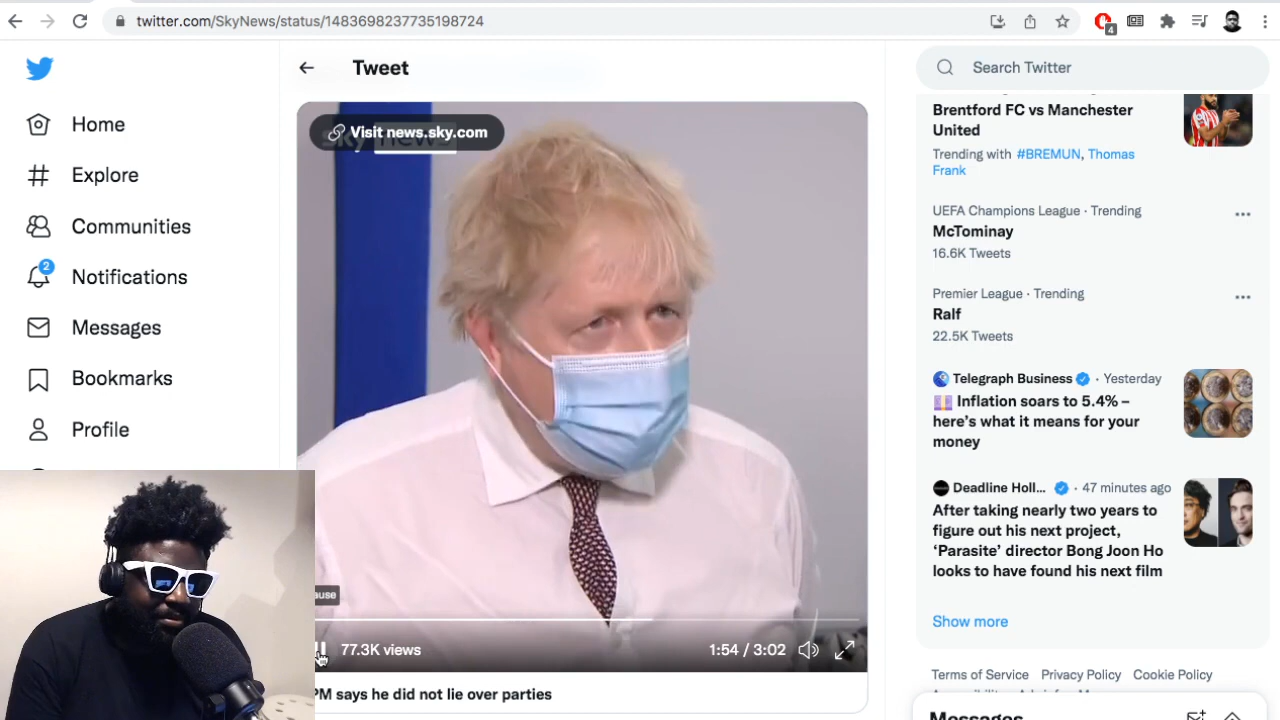 twitter.com/SkyNews/status/1483698237735198724
4
Tweet
Search Twitter
Home
Explore
Communities
2
Notifications
Messages
Bookmarks
Profile
Visit news.sky.com
sky news
ause
77.3K views
1:54 / 3:02
PM says he did not lie over parties
Brentford FC vs Manchester
United
Trending with #BREMUN, Thomas
Frank
UEFA Champions League · Trending
McTominay
16.6K Tweets
Premier League · Trending
Ralf
22.5K Tweets
Telegraph Business · Yesterday
Inflation soars to 5.4% –
here's what it means for your
money
Deadline Holl... · 47 minutes ago
After taking nearly two years to
figure out his next project,
‘Parasite’ director Bong Joon Ho
looks to have found his next film
Show more
Terms of Service Privacy Policy Cookie Policy
Messages